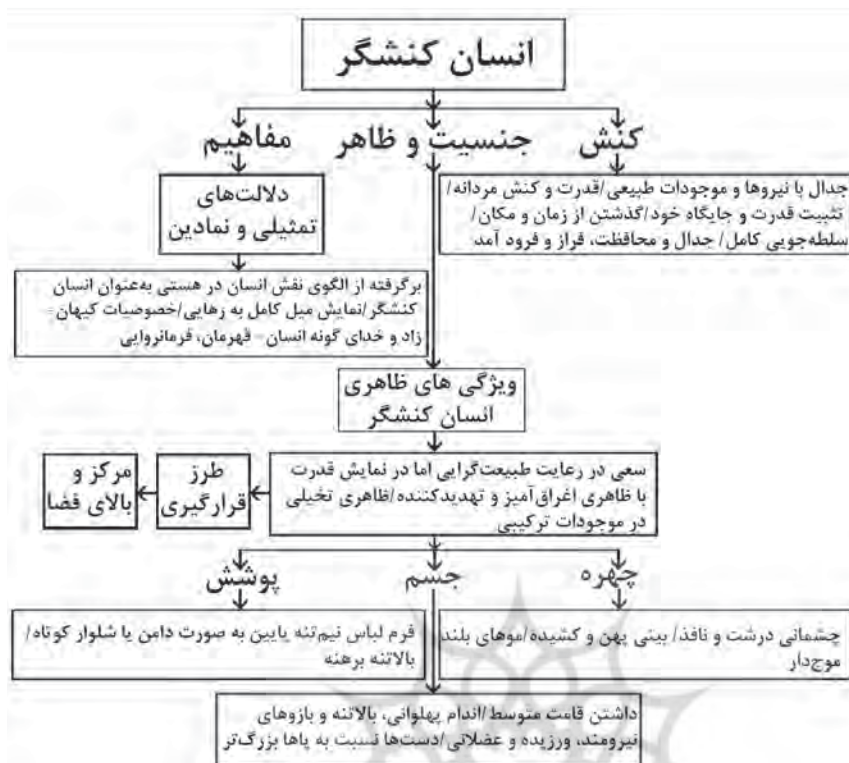 انسان کنشگر
کنش
جنسیت و ظاهر
مفاهیم
جدال با نیروها و موجودات طبیعی/قدرت و کنش مردانه/
تثبیت قدرت و جایگاه خود/گذشتن از زمان و مکان/
سلطه‌جویی کامل/ جدال و محافظت، فراز و فرود آمد
دلالت‌های
تمثیلی و نمادین
برگرفته از الگوی نقش انسان در هستی به‌عنوان انسان
کنشگر/نمایش میل کامل به رهایی/خصوصیات کیهان –
زاد و خدای گونه انسان – قهرمان، فرمانروایی
ویژگی های ظاهری
انسان کنشگر
سعی در رعایت طبیعت‌گرایی اما در نمایش قدرت
با ظاهری اغراق‌آمیز و تهدیدکننده/ظاهری تخیلی
در موجودات ترکیبی
طرز
قرارگیری
مرکز و
بالای فضا
چهره
جسم
پوشش
چشمانی درشت و نافذ/ بینی پهن و کشیده/موهای بلند
موج‌دار
فرم لباس نیم‌تنه پایین به صورت دامن یا شلوار کوتاه/
بالاتنه برهنه
داشتن قامت متوسط/اندام پهلوانی، بالاتنه و بازوهای
نیرومند، ورزیده و عضلاتی/دست‌ها نسبت به پاها بزرگ‌تر